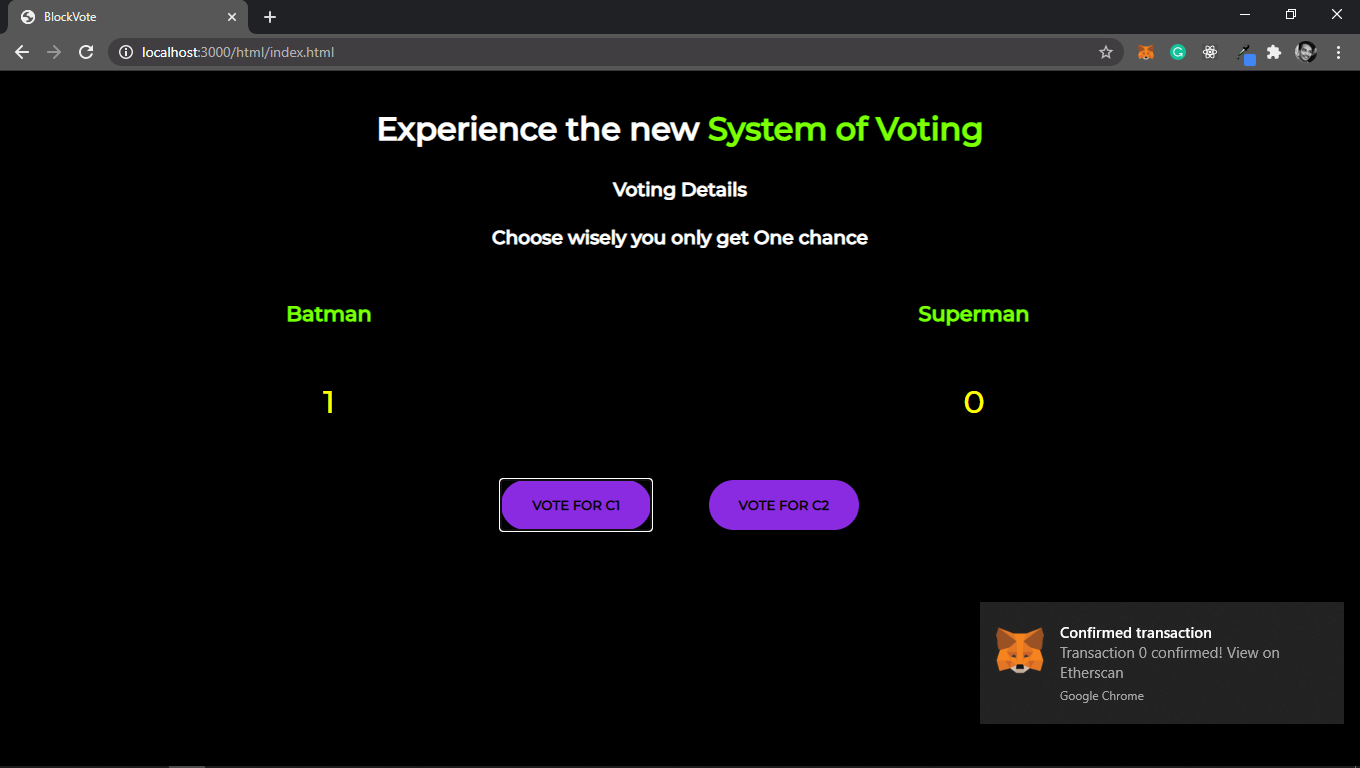 BlockVote
localhost:3000/html/index.html
Experience the new System of Voting
Voting Details
Choose wisely you only get One chance
Batman Superman
1 0
VOTE FOR C1 VOTE FOR C2
Confirmed transaction
Transaction 0 confirmed! View on
Etherscan
Google Chrome